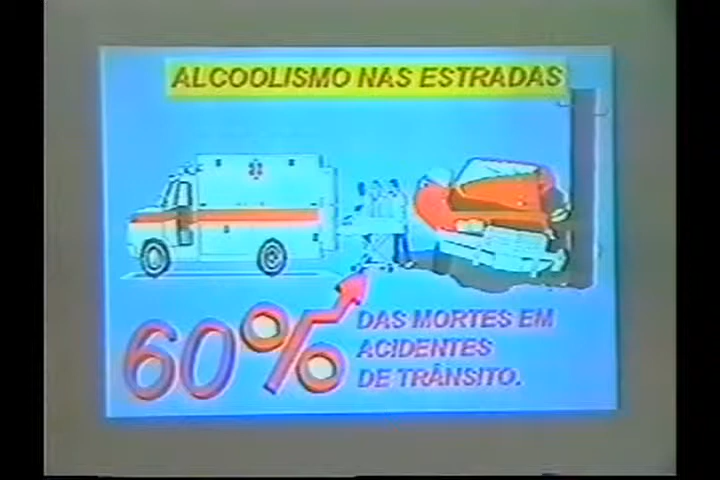 ALCOOLISMO NAS ESTRADAS
60%
DAS MORTES EM
ACIDENTES
DE TRÂNSITO.